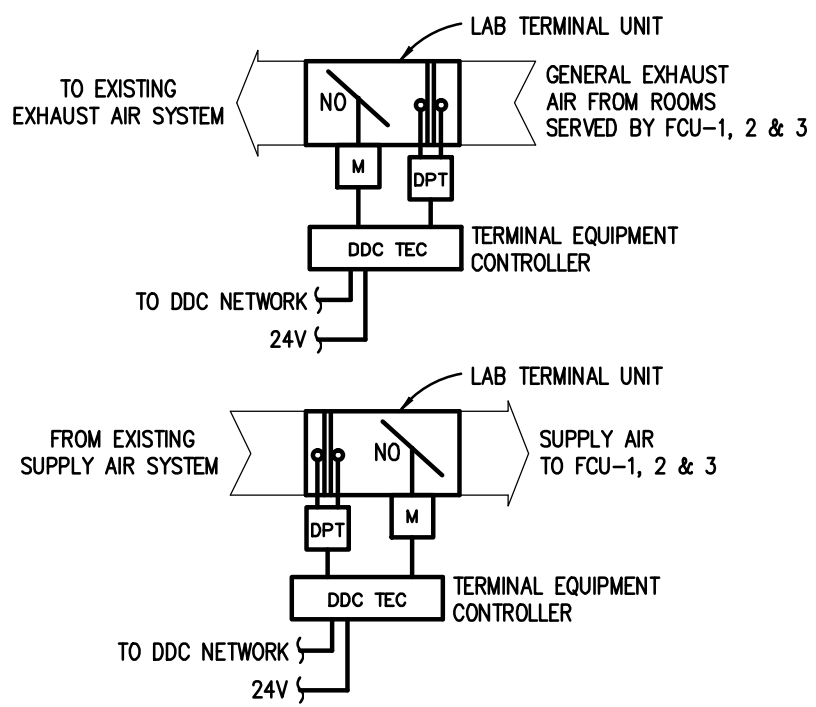 LAB TERMINAL UNIT
TO EXISTING
EXHAUST AIR SYSTEM
NO
GENERAL EXHAUST
AIR FROM ROOMS
SERVED BY FCU-1, 2 & 3
M
DPT
DDC TEC
TERMINAL EQUIPMENT
CONTROLLER
TO DDC NETWORK
24V
LAB TERMINAL UNIT
FROM EXISTING
SUPPLY AIR SYSTEM
NO
SUPPLY AIR
TO FCU-1, 2 & 3
DPT
M
DDC TEC
TERMINAL EQUIPMENT
CONTROLLER
TO DDC NETWORK
24V